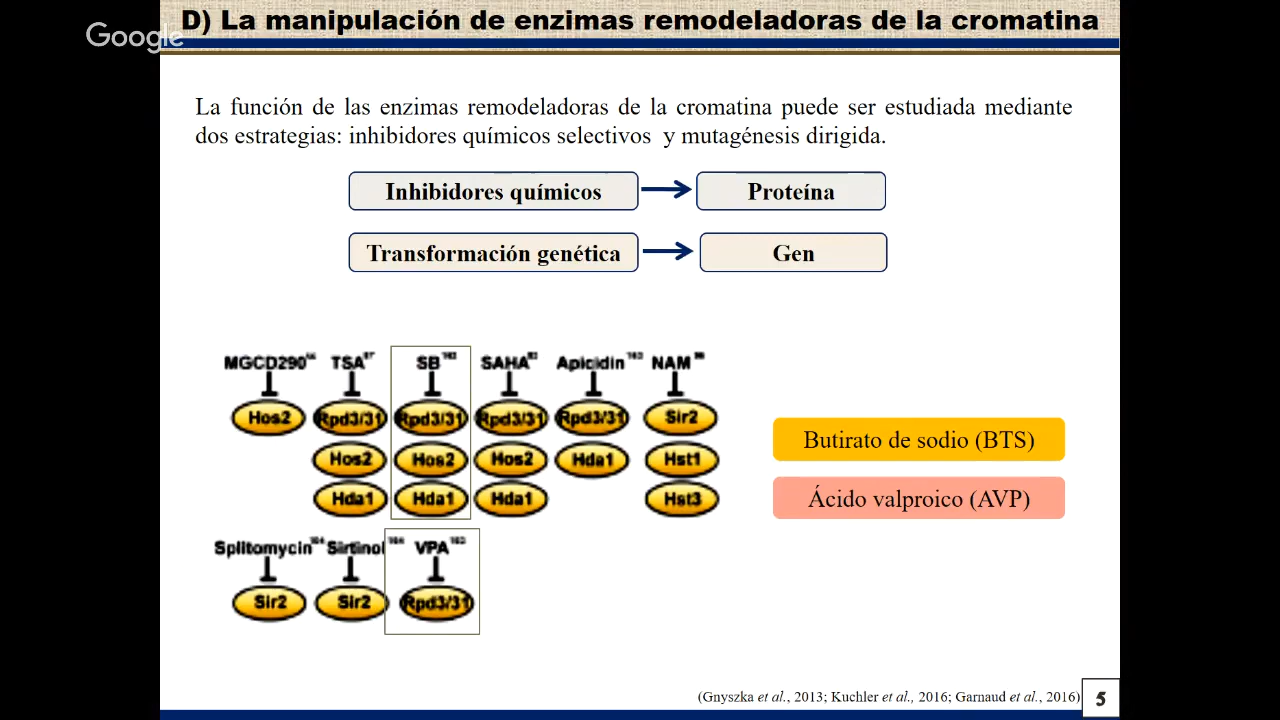 D) La manipulación de enzimas remodeladoras de la cromatina
Google
La función de las enzimas remodeladoras de la cromatina puede ser estudiada mediante
dos estrategias: inhibidores químicos selectivos y mutagénesis dirigida.
Inhibidores químicos Proteína
Transformación genética Gen
MGCD290 TSA SB SAHA Apicidin NAM
Hos2 Rpd3/31 Rpd3/31 Rpd3/31 Rpd3/31 Sir2
Hos2 Hos2 Hos2 Hda1 Hst1
Hda1 Hda1 Hda1 Hst3
Butirato de sodio (BTS)
Ácido valproico (AVP)
Splitomycin Sirtinol VPA
Sir2 Sir2 Rpd3/31
(Gnyszka et al., 2013; Kuchler et al., 2016; Garnaud et al., 2016)
5